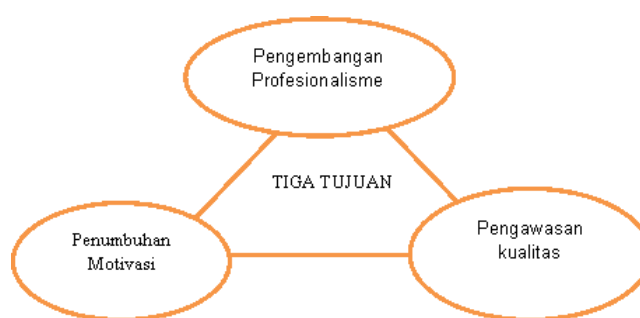 Pengembangan
Profesionalisme
TIGA TUJUAN
Penumbuhan
Motivasi
Pengawasan
kualitas